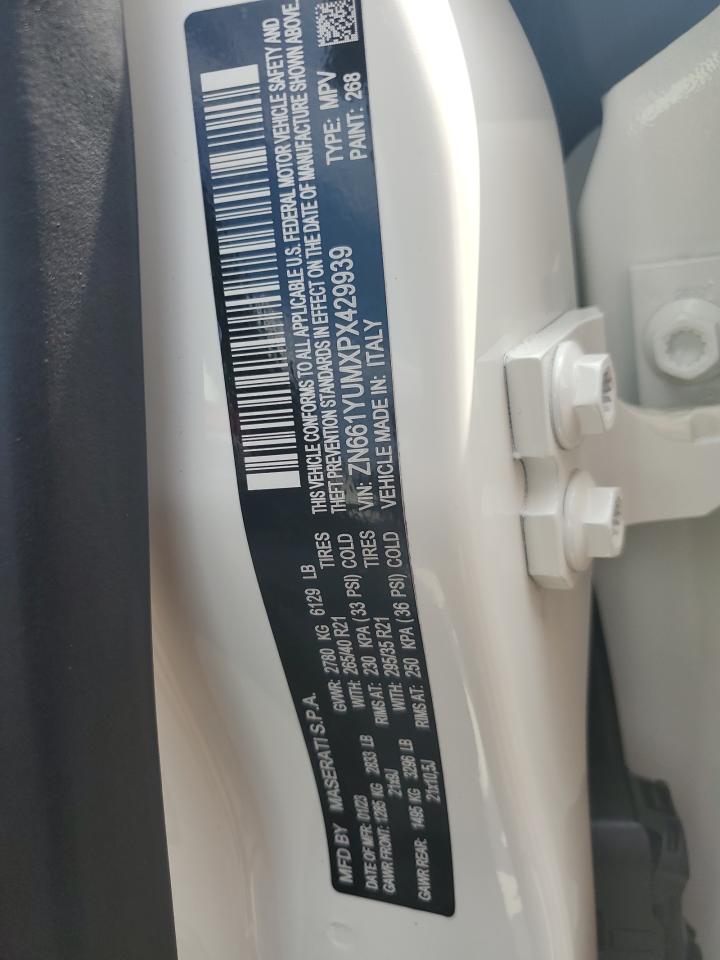 MFD BY MASERATI S.P.A.
DATE OF MFR: 01/23 GVWR: 2780 KG 6129 LB
GAWR FRONT: 1285 KG 2833 LB WITH: 265/40 R21 TIRES
21x9J RIMS AT: 230 KPA (33 PSI) COLD
GAWR REAR: 1495 KG 3296 LB WITH: 295/35 R21 TIRES
21x10,5J RIMS AT: 250 KPA (36 PSI) COLD
THIS VEHICLE CONFORMS TO ALL APPLICABLE U.S. FEDERAL MOTOR VEHICLE SAFETY AND
THEFT PREVENTION STANDARDS IN EFFECT ON THE DATE OF MANUFACTURE SHOWN ABOVE.
VIN: ZN661YUMXPX429939 TYPE: MPV
VEHICLE MADE IN: ITALY PAINT: 268